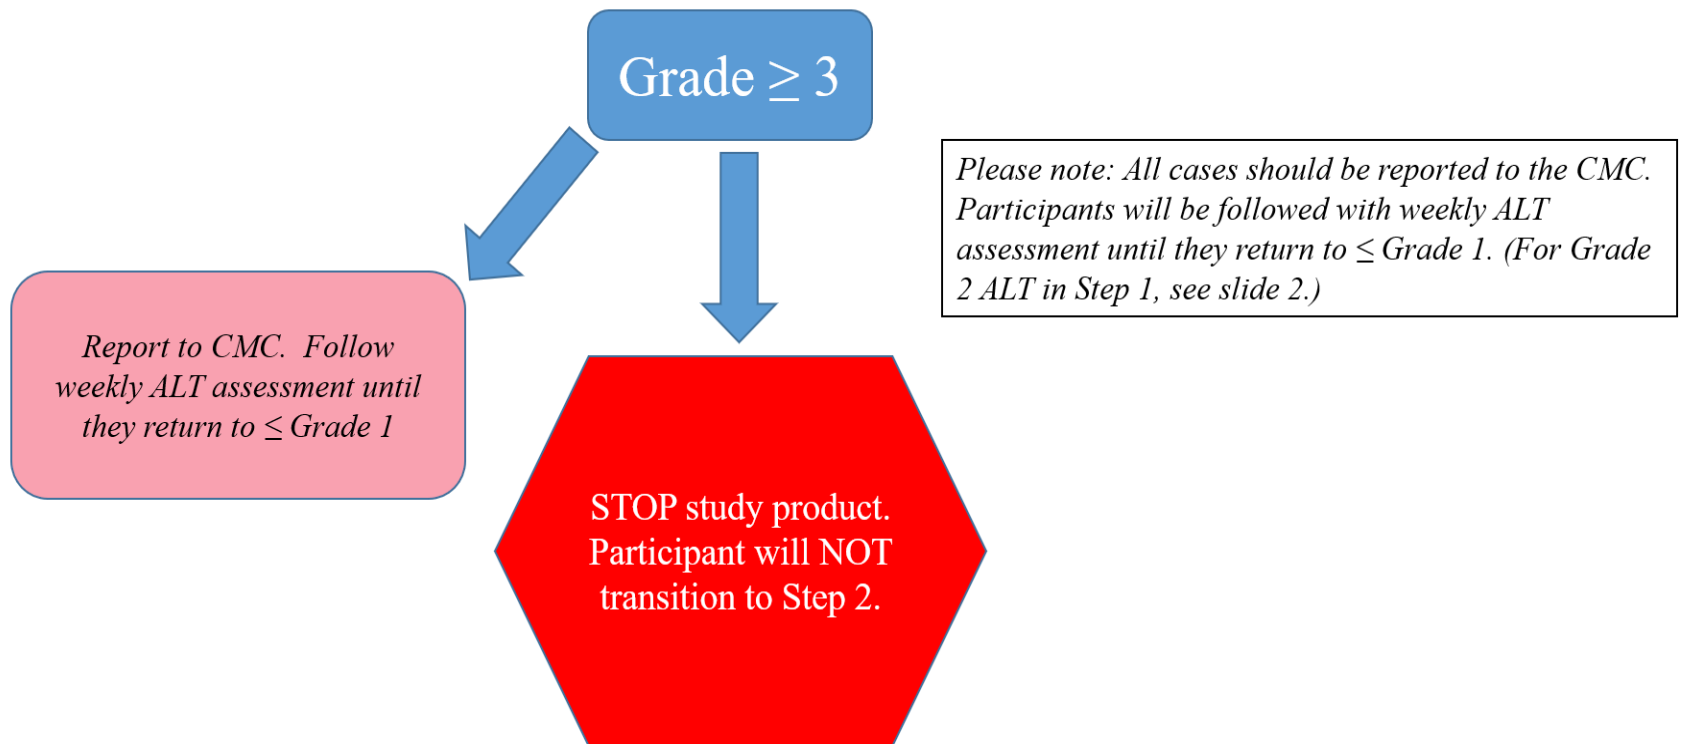 Grade ≥ 3
Please note: All cases should be reported to the CMC.
Participants will be followed with weekly ALT
assessment until they return to ≤ Grade 1. (For Grade
2 ALT in Step 1, see slide 2.)
Report to CMC.  Follow
weekly ALT assessment until
they return to ≤ Grade 1
STOP study product.
Participant will NOT
transition to Step 2.